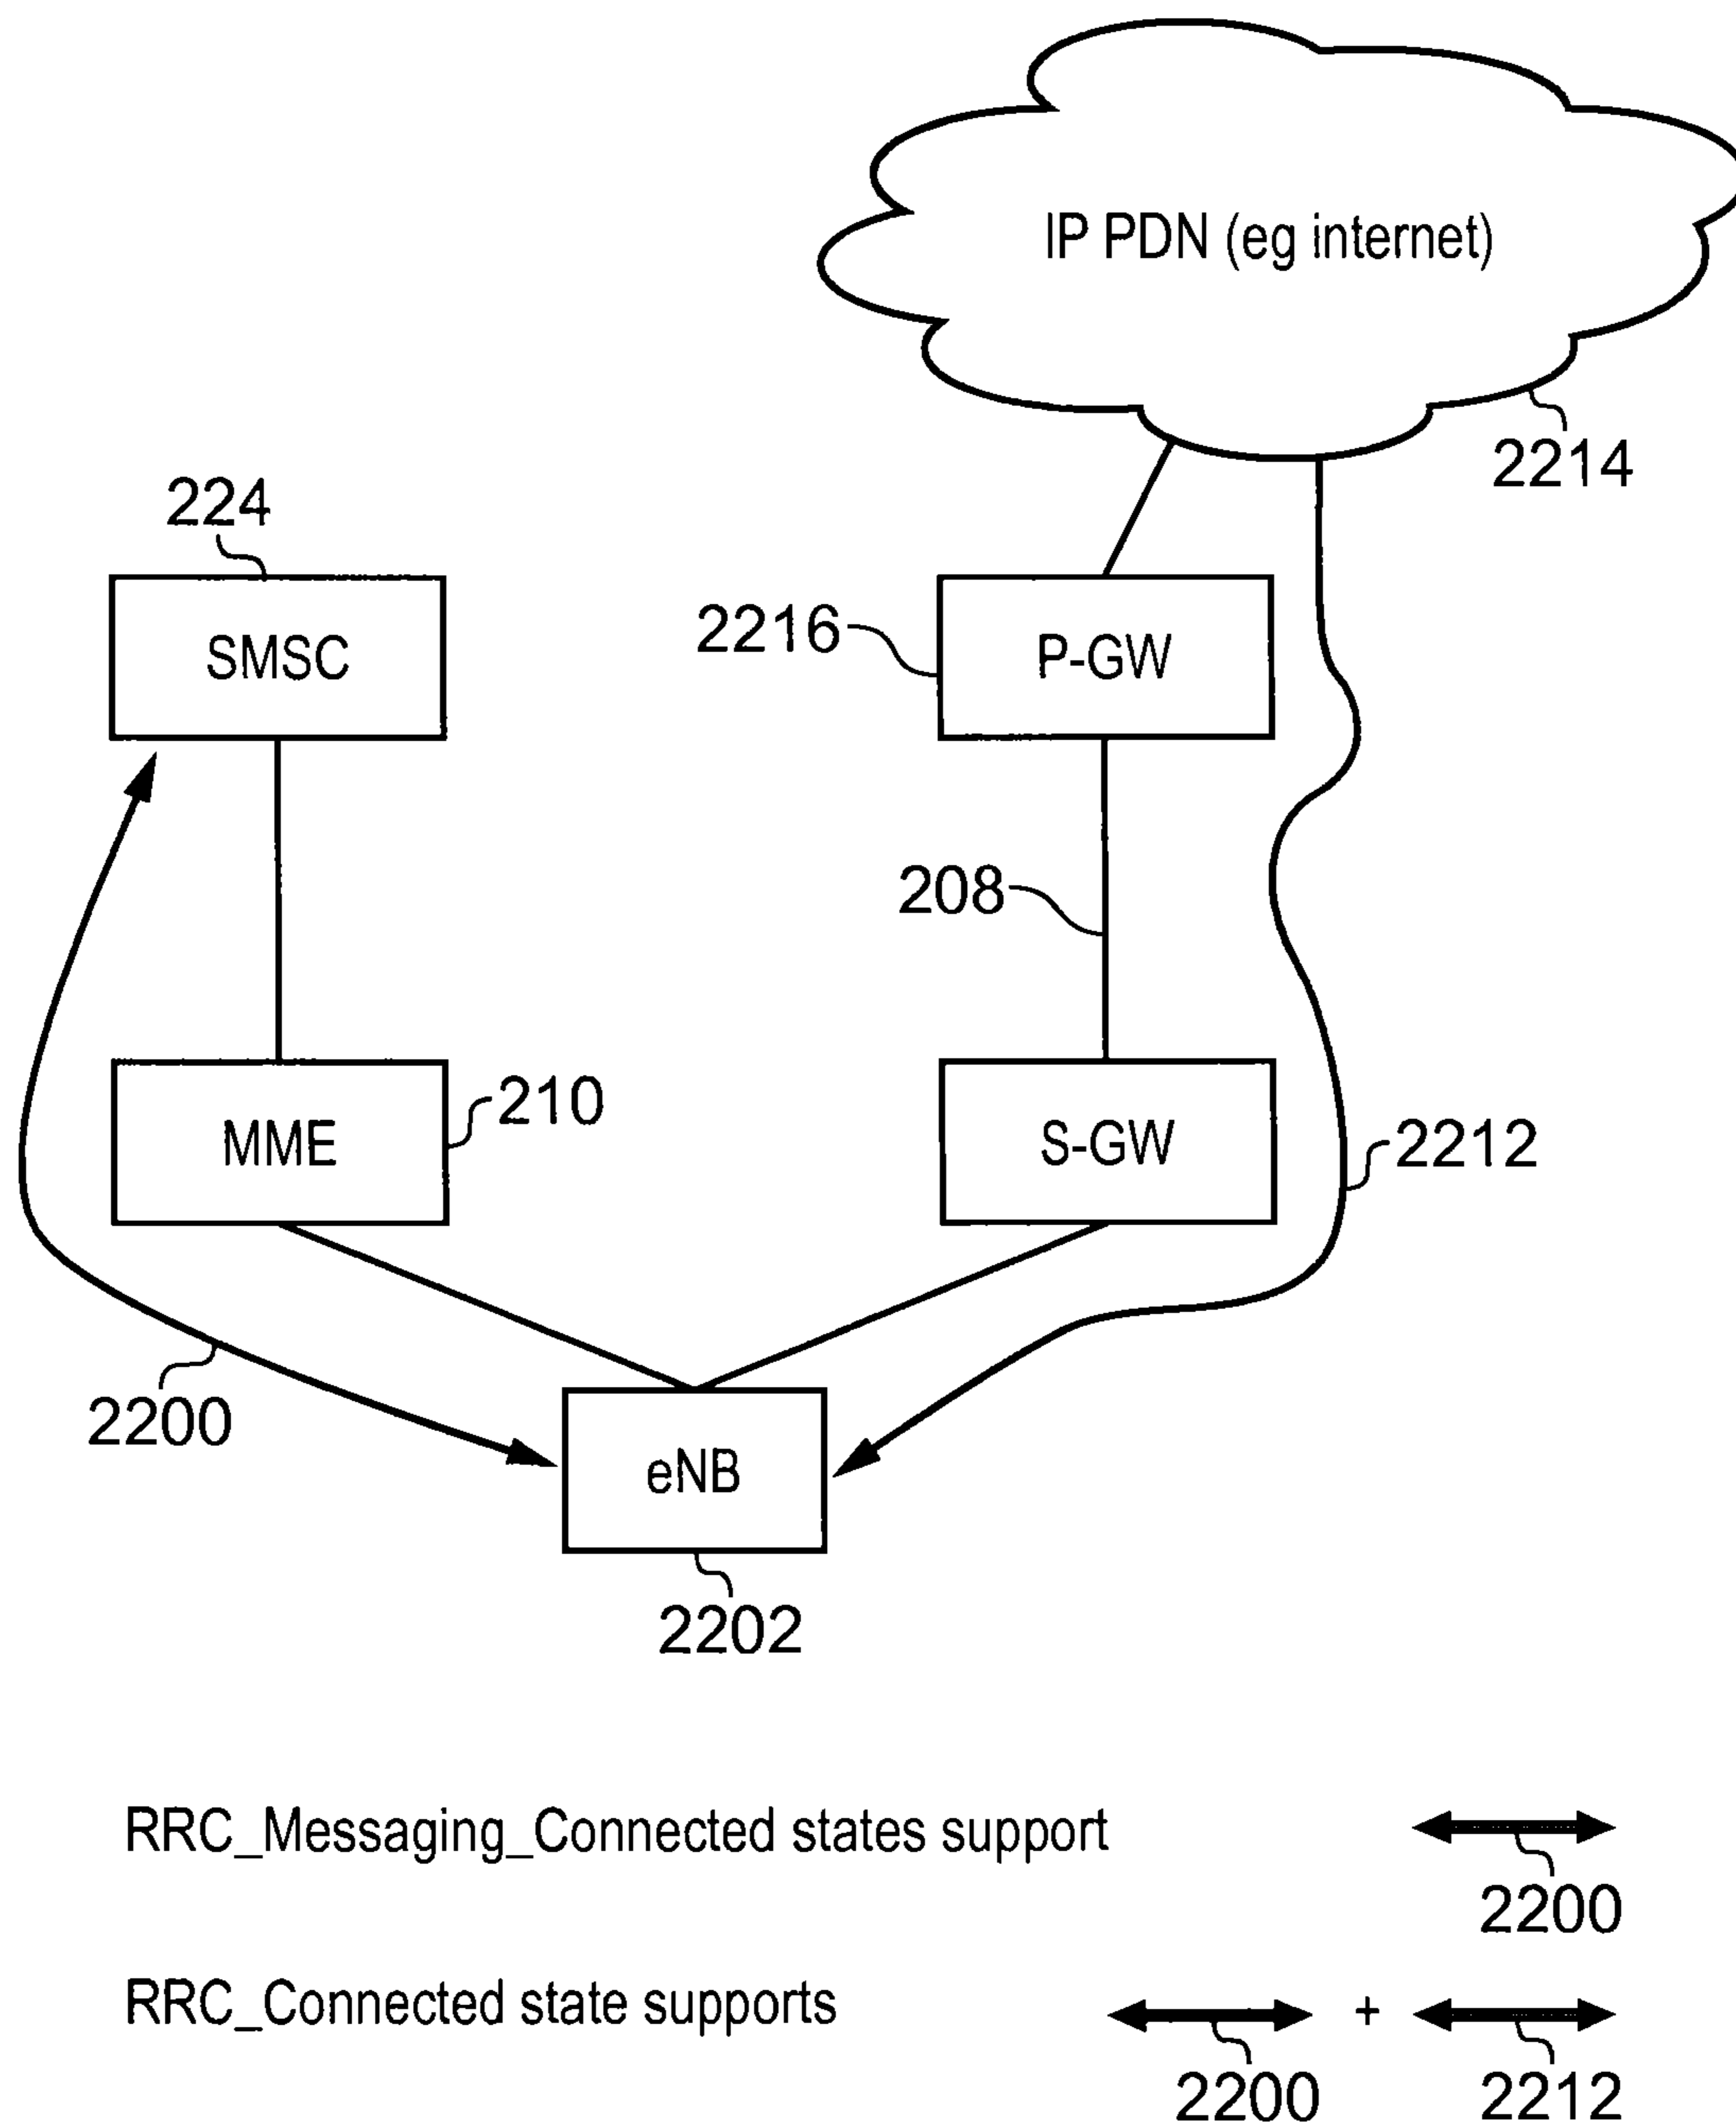 IP PDN (eg internet)
2214
224
SMSC
2216
P-GW
208
MME
210
S-GW
2212
2200
eNB
2202
RRC_Messaging_Connected states support
2200
RRC_Connected state supports
+
2200
2212